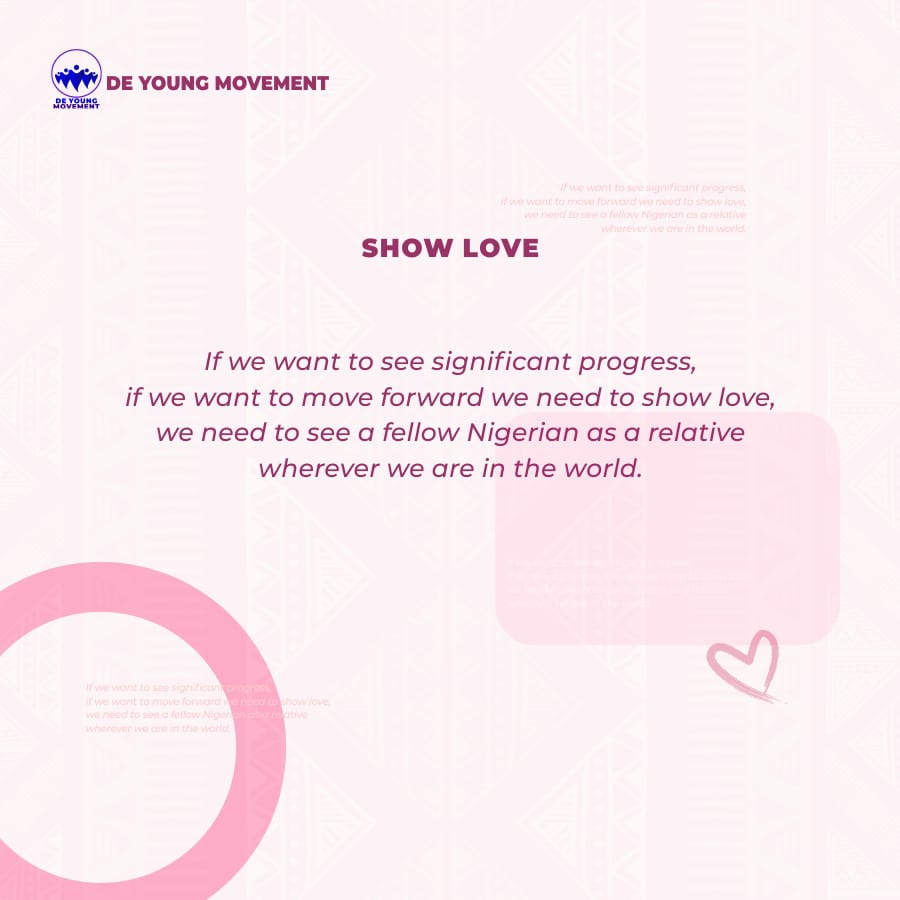 DE YOUNG MOVEMENT
DE YOUNG
MOVEMENT
If we want to see significant progress,
if we want to move forward we need to show love,
we need to see a fellow Nigerian as a relative
wherever we are in the world.
SHOW LOVE
If we want to see significant progress,
if we want to move forward we need to show love,
we need to see a fellow Nigerian as a relative
wherever we are in the world.
If we want to see significant progress,
if we want to move forward we need to show love,
we need to see a fellow Nigerian as a relative
wherever we are in the world.